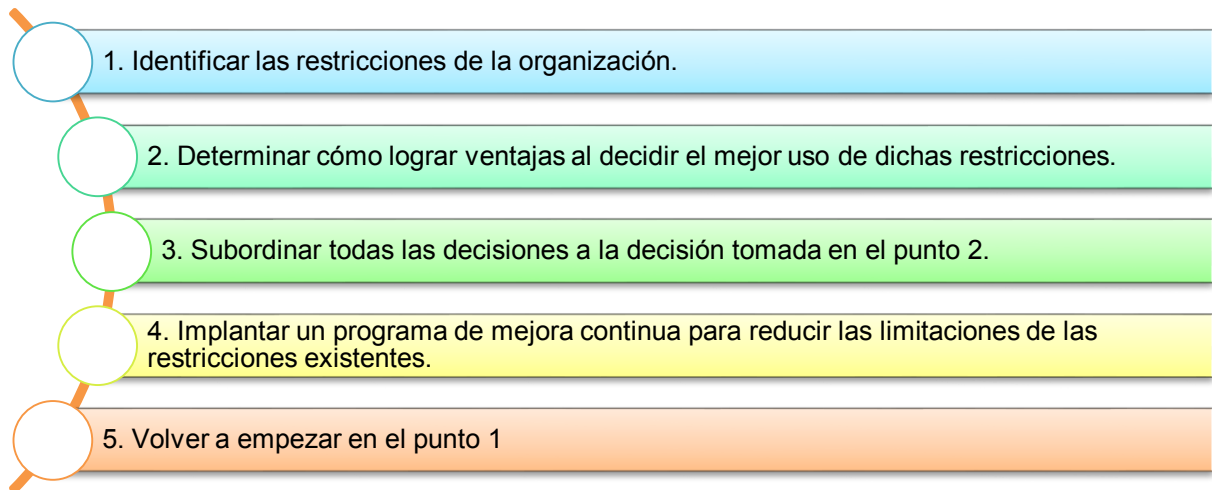 1. Identificar las restricciones de la organización.
2. Determinar cómo lograr ventajas al decidir el mejor uso de dichas restricciones.
3. Subordinar todas las decisiones a la decisión tomada en el punto 2.
4. Implantar un programa de mejora continua para reducir las limitaciones de las
restricciones existentes.
5. Volver a empezar en el punto 1